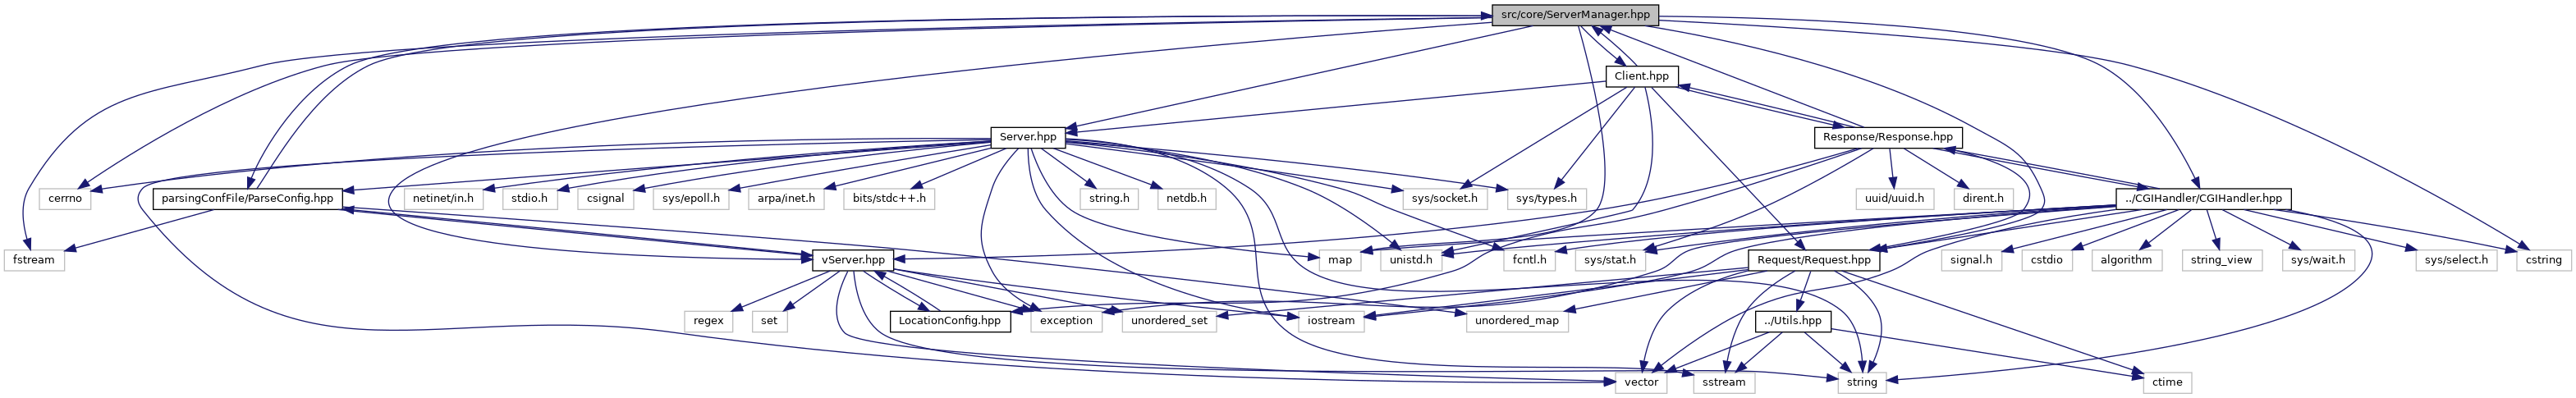 src/core/ServerManager.hpp
Client.hpp
Server.hpp
Response/Response.hpp
cerrno
parsingConfFile/ParseConfig.hpp
netinet/in.h
stdio.h
csignal
sys/epoll.h
arpa/inet.h
bits/stdc++.h
string.h
netdb.h
sys/socket.h
sys/types.h
uuid/uuid.h
dirent.h
../CGIHandler/CGIHandler.hpp
fstream
vServer.hpp
map
unistd.h
fcntl.h
sys/stat.h
Request/Request.hpp
signal.h
cstdio
algorithm
string_view
sys/wait.h
sys/select.h
cstring
regex
set
LocationConfig.hpp
exception
unordered_set
iostream
unordered_map
../Utils.hpp
vector
sstream
string
ctime